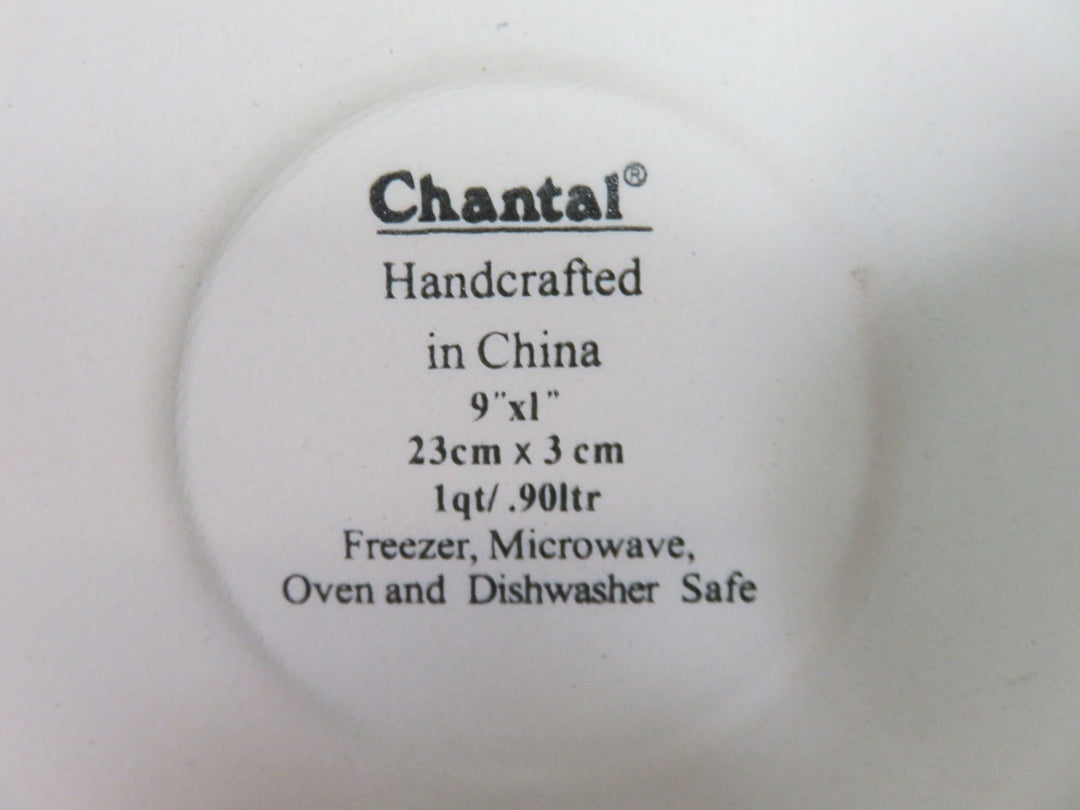 Chantal®
Handcrafted
in China
9"x1"
23cm x 3 cm
1qt/ .90ltr
Freezer, Microwave,
Oven and Dishwasher Safe